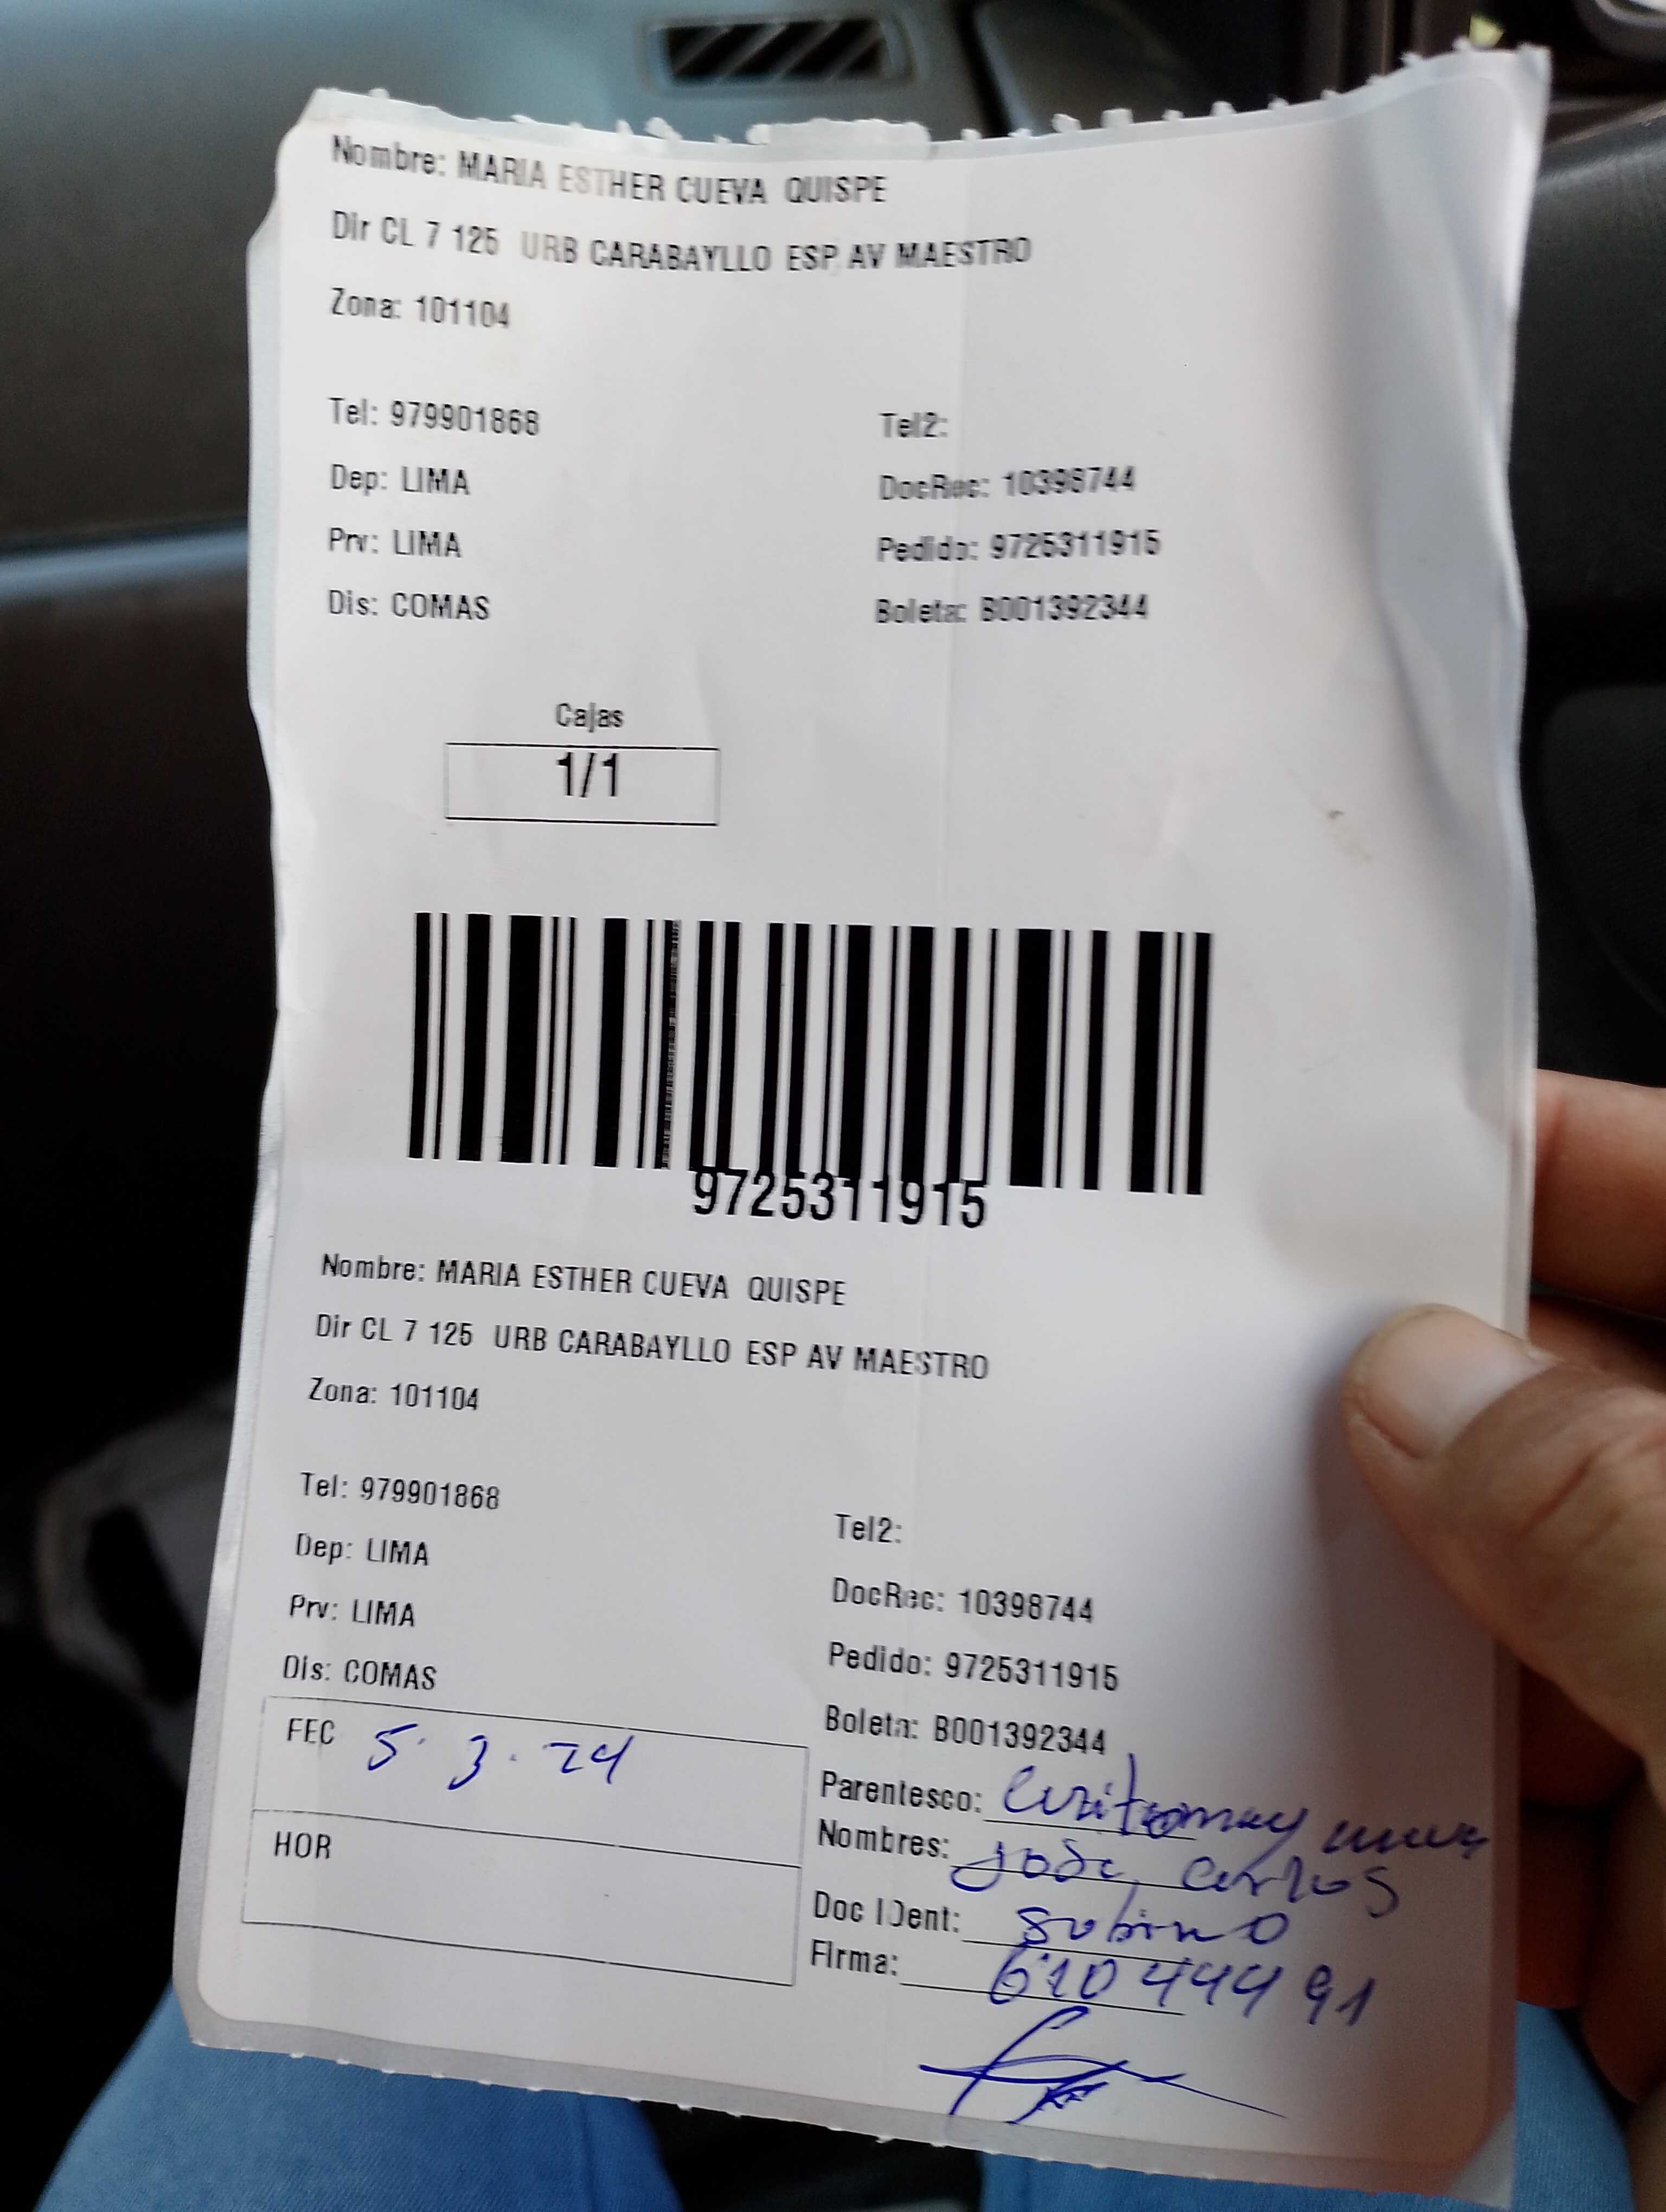 Nombre: MARIA ESTHER CUEVA QUISPE
Dir CL 7 125 URB CARABAYLLO ESP AV MAESTRO
Zona: 101104
Tel: 979901868
Tel2:
Dep: LIMA
DocRec: 10398744
Prv: LIMA
Pedido: 9725311915
Dis: COMAS
Boleta: B001392344
Cajas
1/1
9725311915
Nombre: MARIA ESTHER CUEVA QUISPE
Dir CL 7 125 URB CARABAYLLO ESP AV MAESTRO
Zona: 101104
Tel: 979901868
Tel2:
Dep: LIMA
DocRec: 10398744
Prv: LIMA
Pedido: 9725311915
Dis: COMAS
Boleta: B001392344
FEC 5.3.24
HOR
Parentesco:
Nombres: Jose Carlos
Doc IDent: Sobino
Firma: 61044491